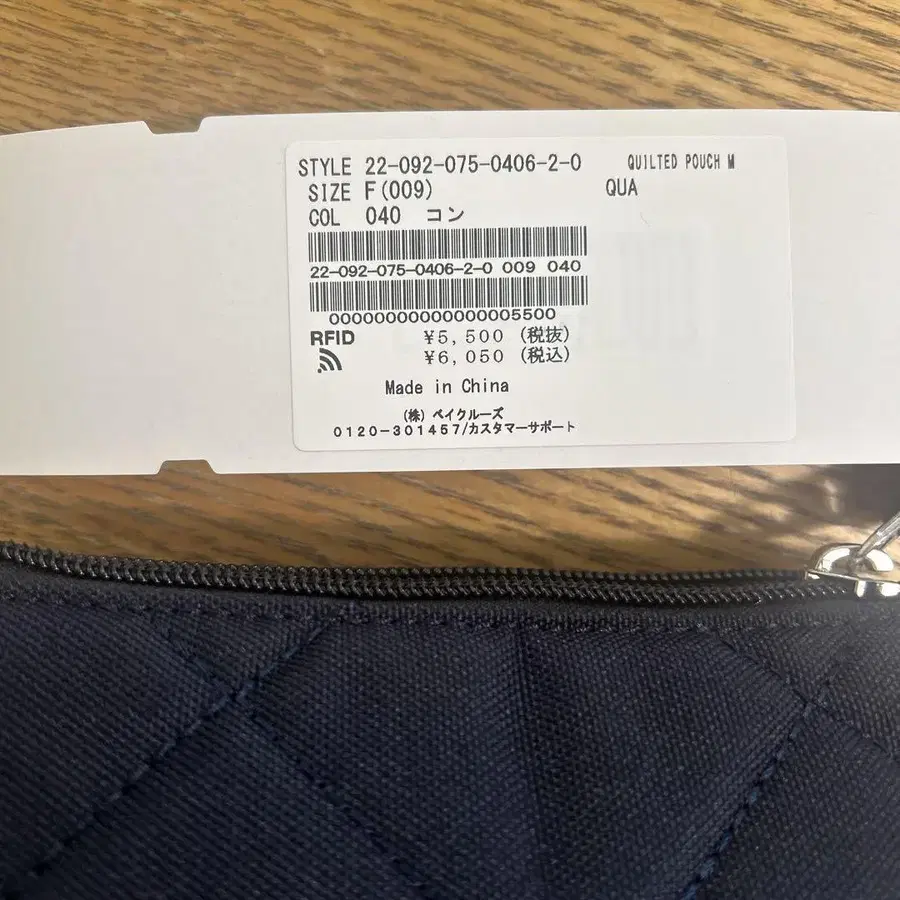 STYLE 22-092-075-0406-2-0 QUILTED POUCH M
SIZE F(009) QUA
COL 040 コン
22-092-075-0406-2-0 009 040
00000000000000005500
RFID ¥5,500 (税抜)
¥6,050 (税込)
Made in China
(株) ベイクルーズ
0120-301457/カスタマーサポート